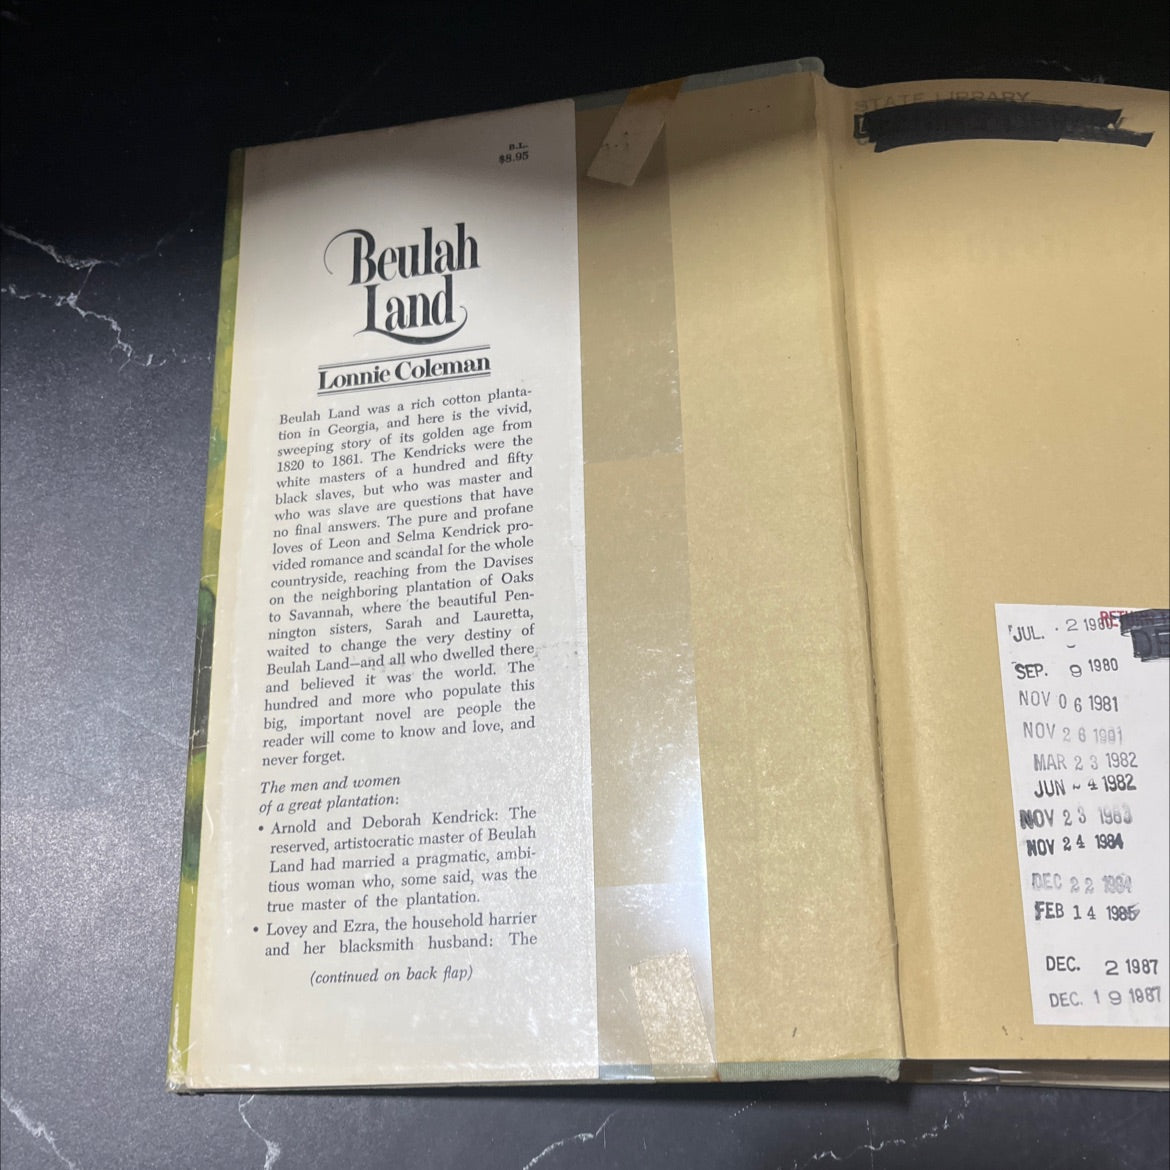 B.L.
$8.95
Beulah
Land
Lonnie Coleman
Beulah Land was a rich cotton planta-
tion in Georgia, and here is the vivid,
sweeping story of its golden age from
1820 to 1861. The Kendricks were the
white masters of a hundred and fifty
black slaves, but who was master and
who was slave are questions that have
no final answers. The pure and profane
loves of Leon and Selma Kendrick pro-
vided romance and scandal for the whole
countryside, reaching from the Davises
on the neighboring plantation of Oaks
to Savannah, where the beautiful Pen-
nington sisters, Sarah and Lauretta,
waited to change the very destiny of
Beulah Land—and all who dwelled there
and believed it was the world. The
hundred and more who populate this
big, important novel are people the
reader will come to know and love, and
never forget.
The men and women
of a great plantation:
• Arnold and Deborah Kendrick: The
reserved, artistocratic master of Beulah
Land had married a pragmatic, ambi-
tious woman who, some said, was the
true master of the plantation.
• Lovey and Ezra, the household harrier
and her blacksmith husband: The
(continued on back flap)
STATE LIBRARY
JUL. 2 1980
SEP. 9 1980
NOV 06 1981
NOV 26 1981
MAR 23 1982
JUN - 4 1982
NOV 23 1983
NOV 24 1984
DEC 22 1984
FEB 14 1985
DEC. 2 1987
DEC. 19 1987